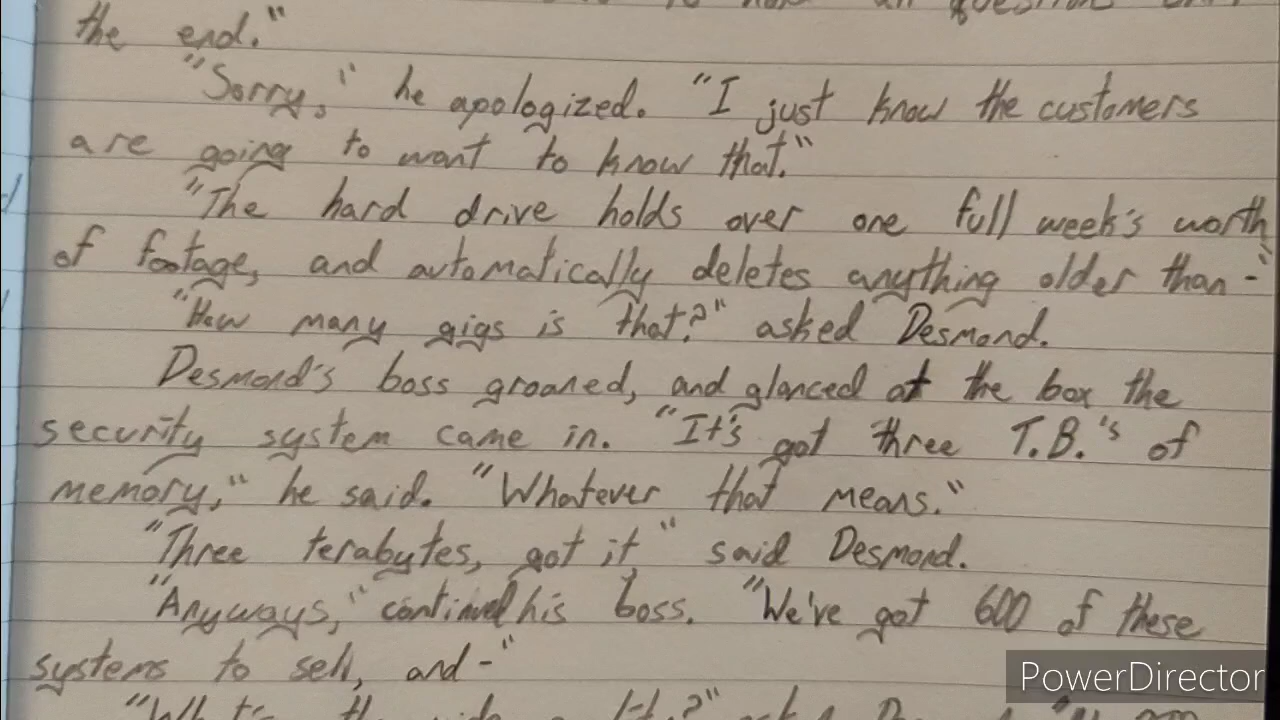 question
the end."
"Sorry," he apologized. "I just know the customers
are going to want to know that."
"The hard drive holds over one full week's worth
of footage, and automatically deletes anything older than-"
"How many gigs is that?" asked Desmond.
Desmond's boss groaned, and glanced at the box the
security system came in. "It's got three T.B.'s of
memory," he said. "Whatever that means."
"Three terabytes, got it," said Desmond.
"Anyways," continued his boss. "We've got 600 of these
systems to sell, and-"
"What's the
PowerDirector